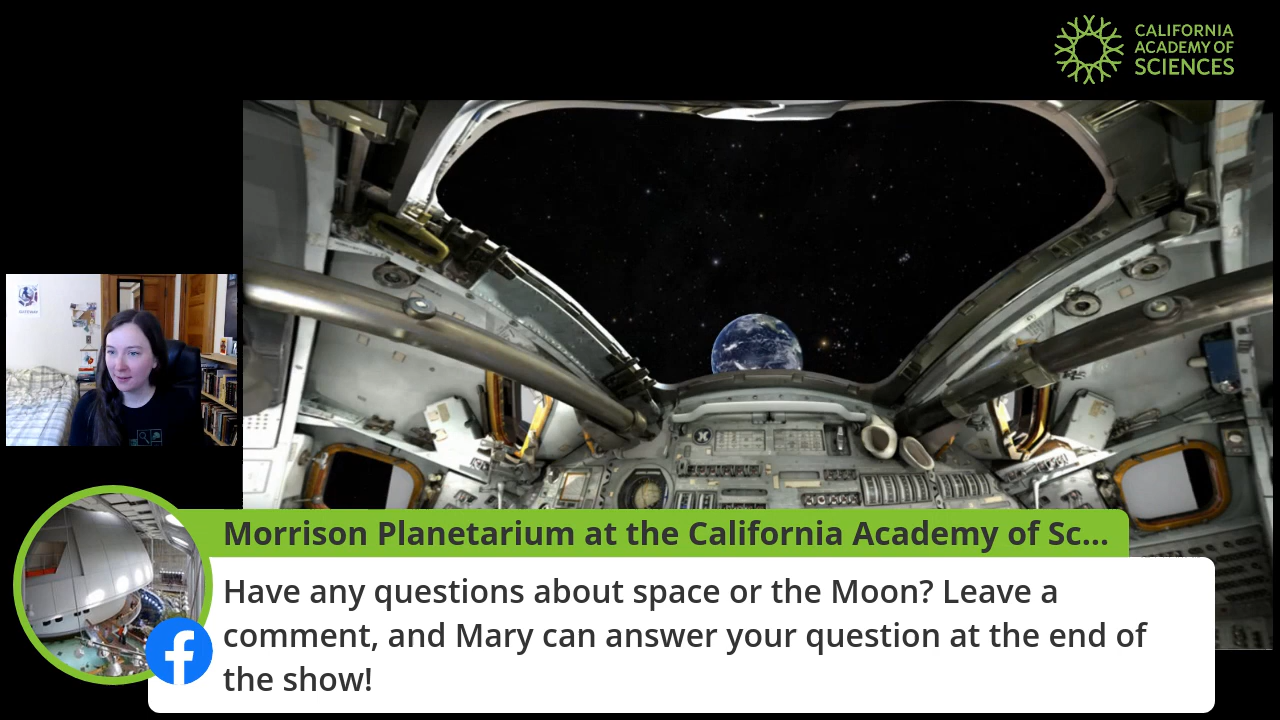 CALIFORNIA
ACADEMY OF
SCIENCES
Morrison Planetarium at the California Academy of Sc...
Have any questions about space or the Moon? Leave a
comment, and Mary can answer your question at the end of
the show!